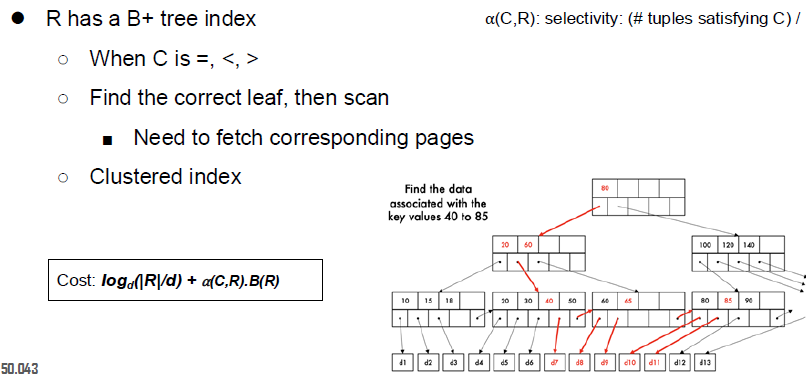 ● R has a B+ tree index
α(C,R): selectivity: (# tuples satisfying C) /
○ When C is =, <, >
○ Find the correct leaf, then scan
■ Need to fetch corresponding pages
○ Clustered index
Find the data
associated with the
key values 40 to 85
80
20 60
100 120 140
Cost: log_d(|R|/d) + α(C,R).B(R)
10 15 18
20 30 40 50
60 65
80 85 90
d1 d2 d3 d4 d5 d6 d7 d8 d9 d10 d11 d12 d13
50.043